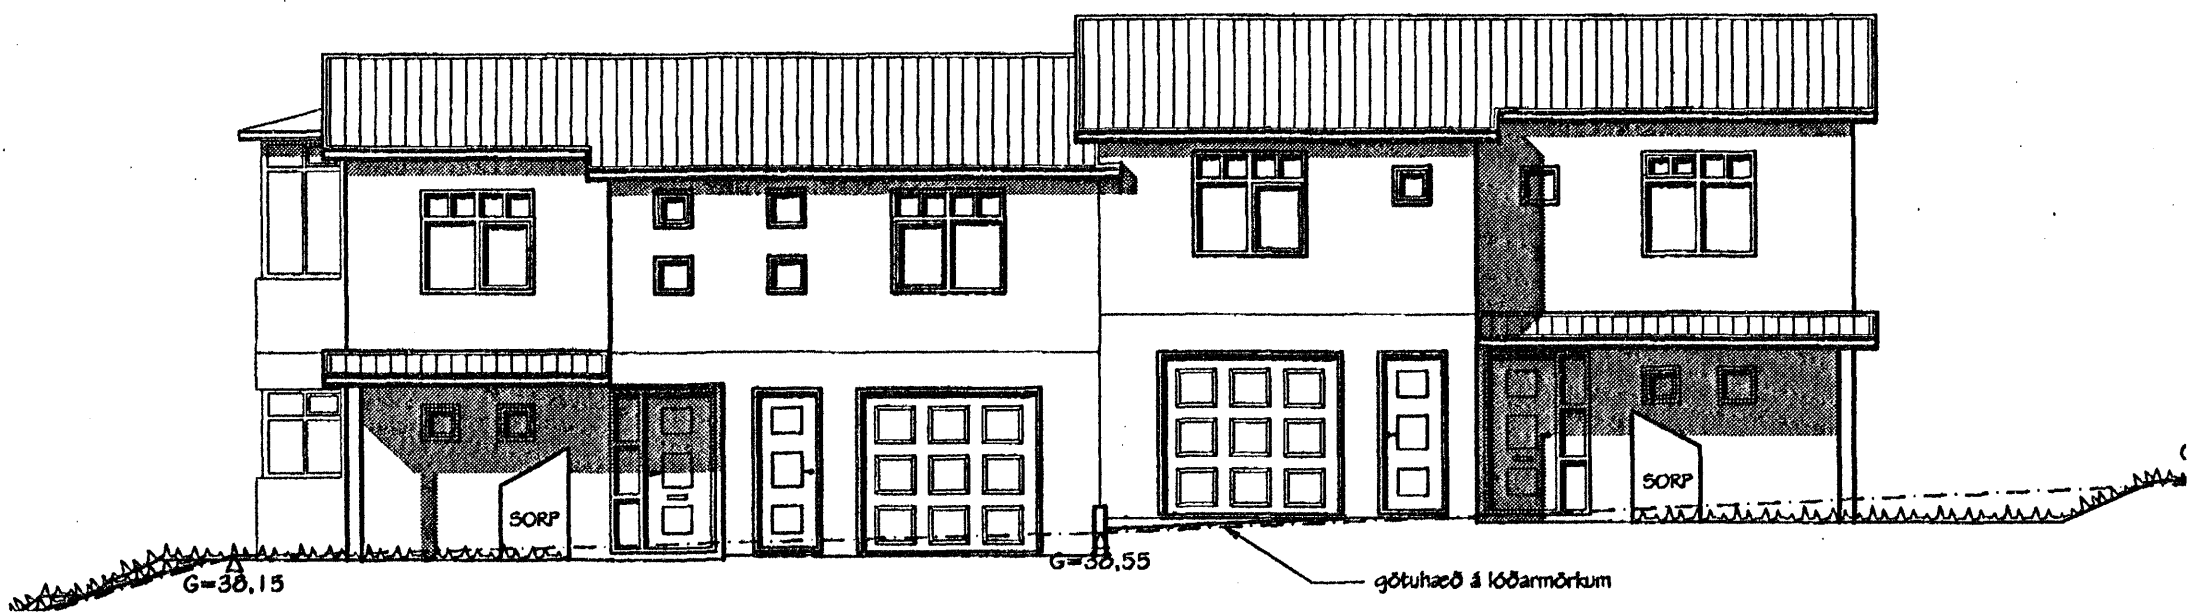 SORP
SORP
G=38,15
G=38,55
götuhæð á lóðarmörkum